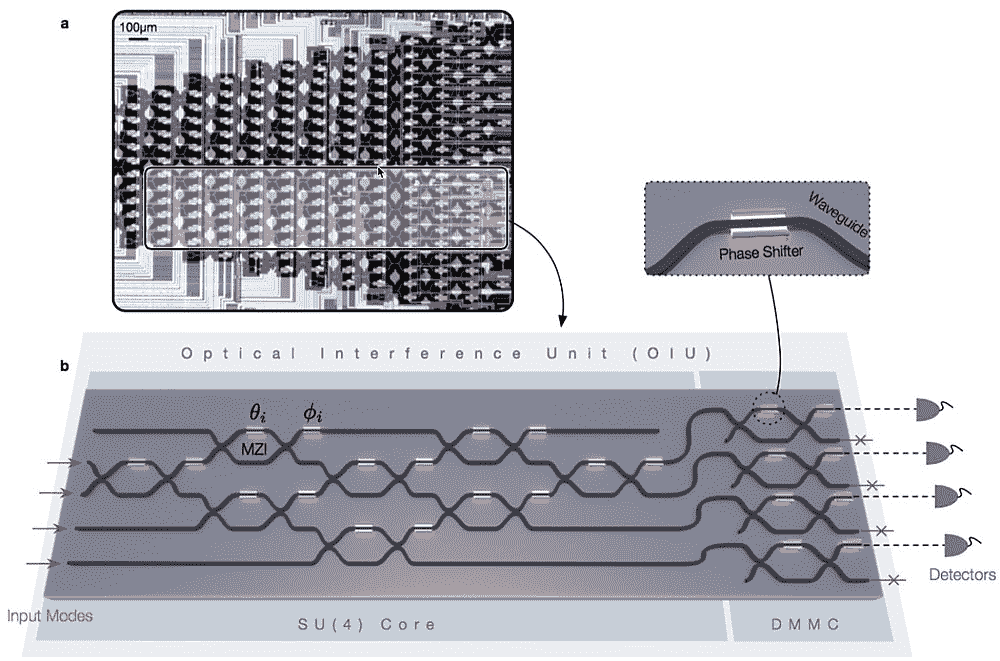 a
100μm
Waveguide
Phase Shifter
b
Optical Interference Unit (OIU)
θi
ϕi
MZI
Detectors
Input Modes
SU(4) Core
DMMC